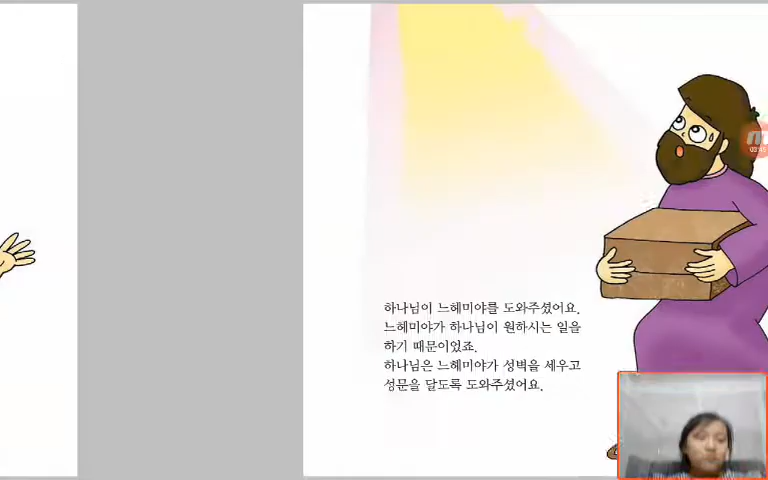 하나님이 느헤미야를 도와주셨어요.
느헤미야가 하나님이 원하시는 일을
하기 때문이었죠.
하나님은 느헤미야가 성벽을 세우고
성문을 달도록 도와주셨어요.